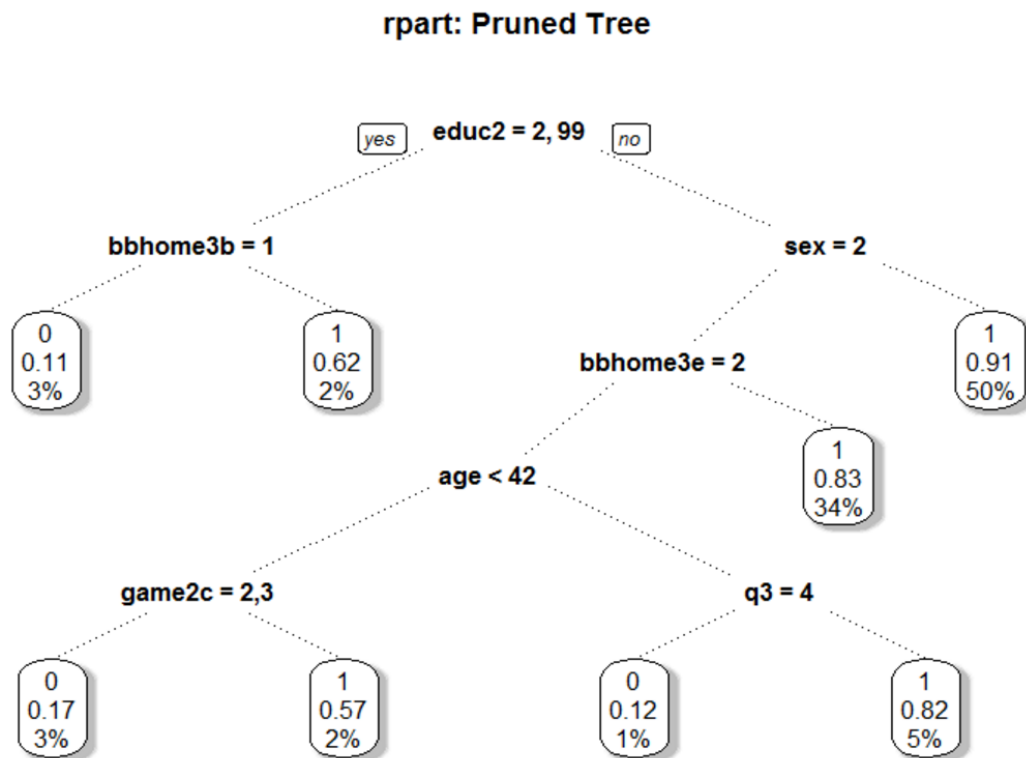 rpart: Pruned Tree
yes
educ2 = 2, 99
no
bbhome3b = 1
sex = 2
0
0.11
3%
1
0.62
2%
bbhome3e = 2
1
0.91
50%
age < 42
1
0.83
34%
game2c = 2,3
q3 = 4
0
0.17
3%
1
0.57
2%
0
0.12
1%
1
0.82
5%